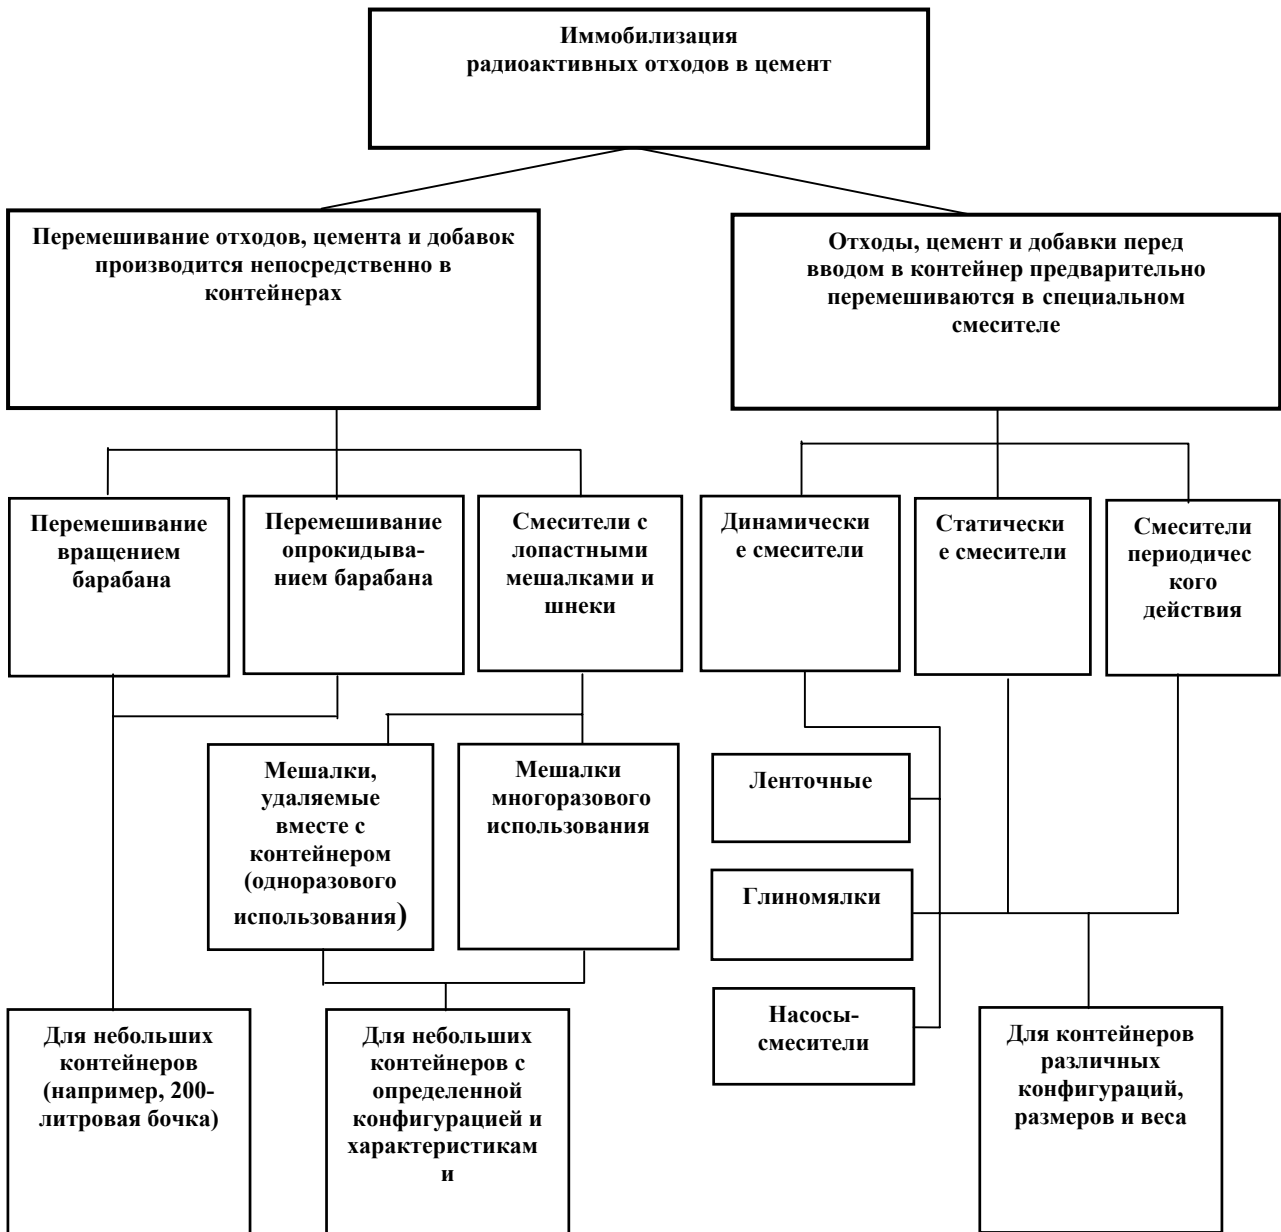 Иммобилизация
радиоактивных отходов в цемент
Перемешивание отходов, цемента и добавок
производится непосредственно в
контейнерах
Отходы, цемент и добавки перед
вводом в контейнер предварительно
перемешиваются в специальном
смесителе
Перемешивание
вращением
барабана
Перемешивание
опрокидыва-
нием барабана
Смесители с
лопастными
мешалками и
шнеки
Динамически
е смесители
Статически
е смесители
Смесители
периодичес
кого
действия
Мешалки,
удаляемые
вместе с
контейнером
(одноразового
использования)
Мешалки
многоразового
использования
Ленточные
Глиномялки
Насосы-
смесители
Для небольших
контейнеров
(например, 200-
литровая бочка)
Для небольших
контейнеров с
определенной
конфигурацией и
характеристикам
и
Для контейнеров
различных
конфигураций,
размеров и веса